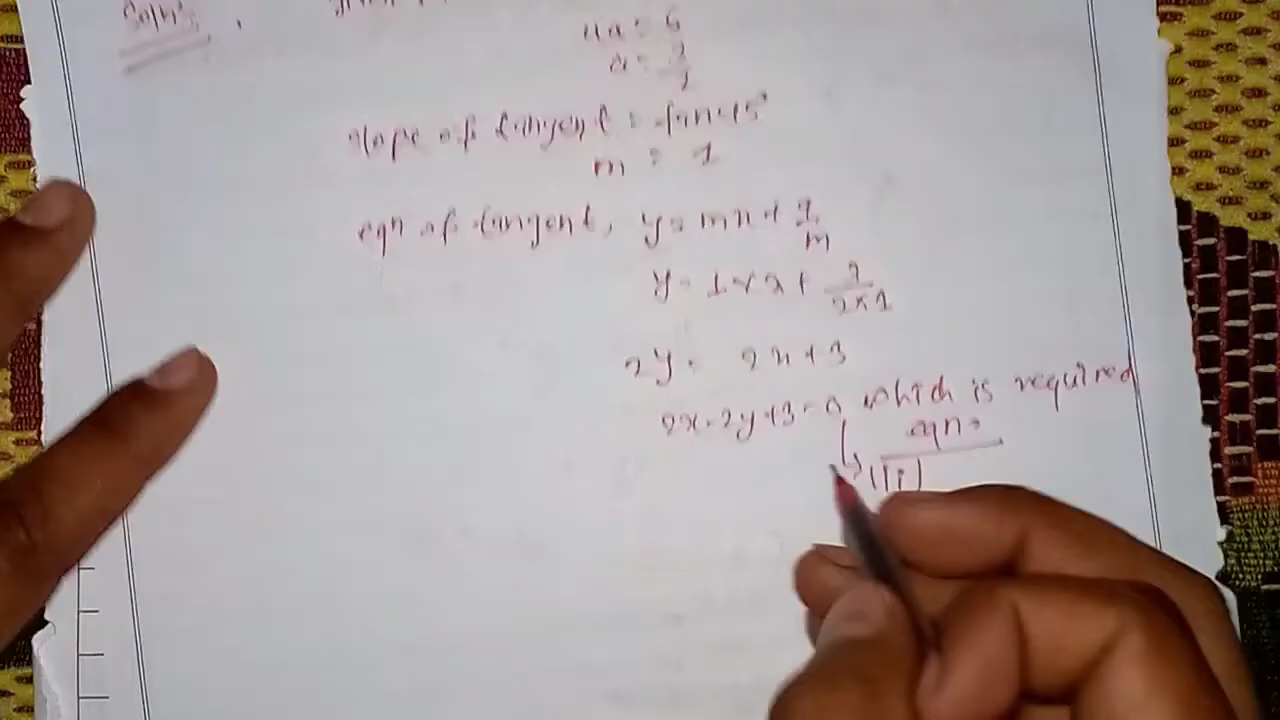 Soln:,
4a = 6
a = 3/2
slope of tangent = tan45°
m = 1
eqn of tangent, y = mx + a/m
y = 1 × x + 3/2×1
2y = 2x + 3
2x - 2y + 3 = 0 which is required
eqn
(ii)